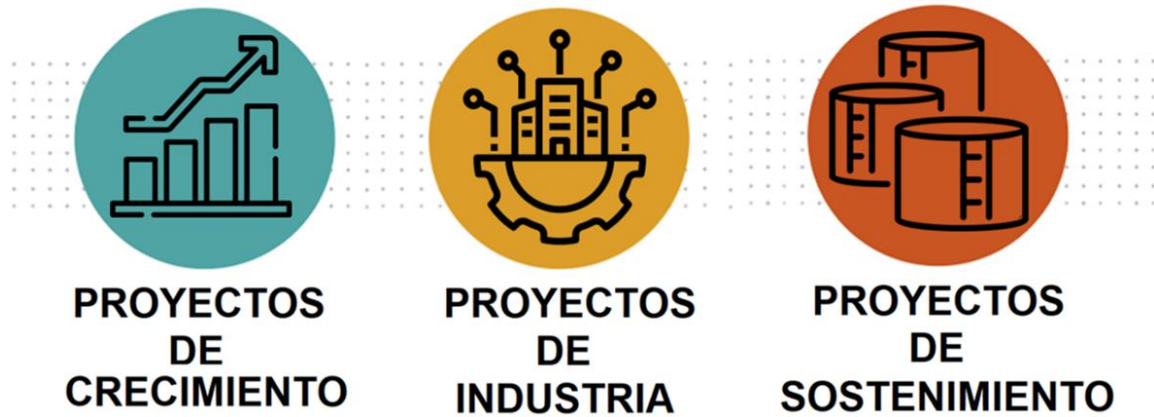 PROYECTOS
DE
CRECIMIENTO
PROYECTOS
DE
INDUSTRIA
PROYECTOS
DE
SOSTENIMIENTO